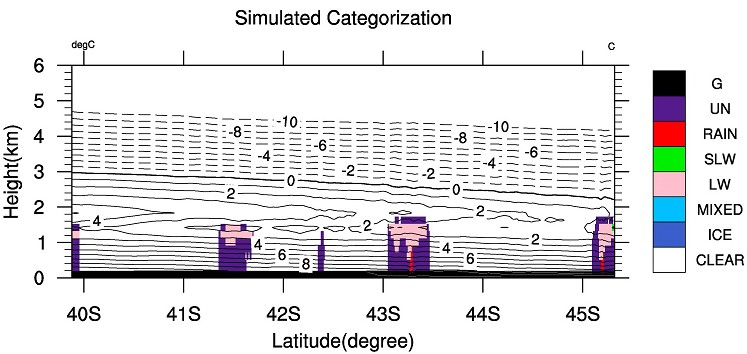 Simulated Categorization
degC
C
6
5
4
3
2
1
0
Height(km)
-10
-8
-6
-4
-2
0
2
4
4
6
8
-10
-8
-6
-4
-2
0
2
2
4
6
2
40S 41S 42S 43S 44S 45S
Latitude(degree)
G
UN
RAIN
SLW
LW
MIXED
ICE
CLEAR